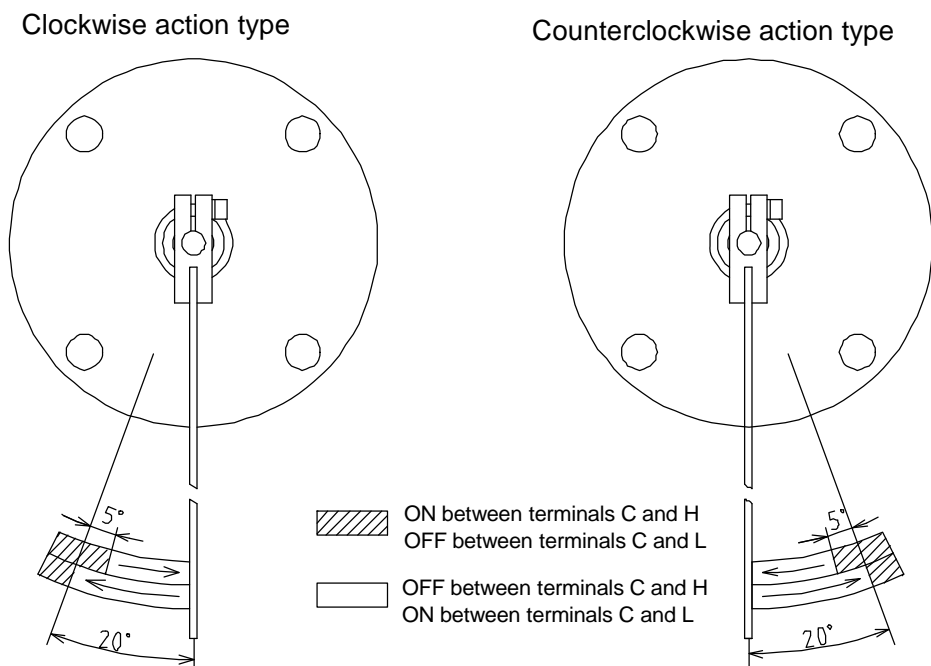 Clockwise action type
Counterclockwise action type
5°
20°
ON between terminals C and H
OFF between terminals C and L
OFF between terminals C and H
ON between terminals C and L
5°
20°